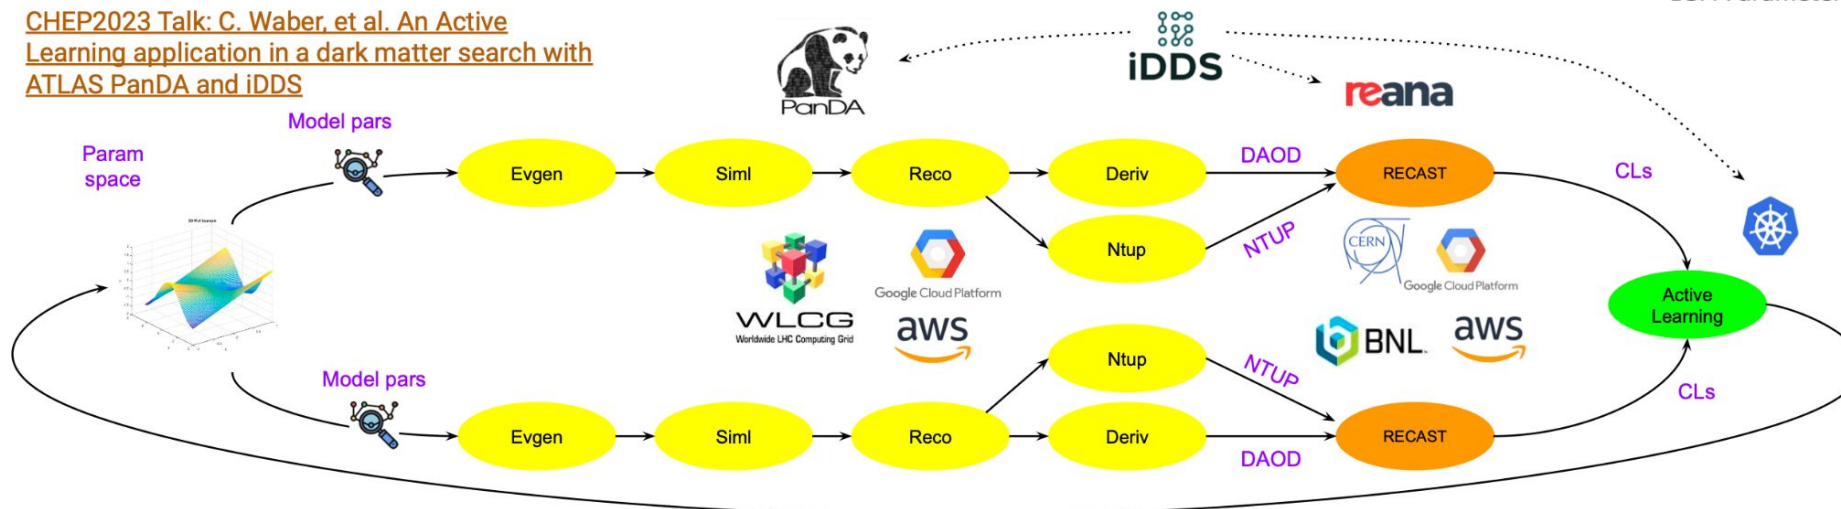 CHEP2023 Talk: C. Waber, et al. An Active
Learning application in a dark matter search with
ATLAS PanDA and iDDS
Param
space
Model pars
Evgen
Siml
Reco
Deriv
DAOD
RECAST
CLs
Ntup
NTUP
PanDA
iDDS
reana
WLCG
Worldwide LHC Computing Grid
Google Cloud Platform
aws
CERN
Google Cloud Platform
BNL
aws
Active
Learning
Model pars
Evgen
Siml
Reco
Ntup
NTUP
Deriv
DAOD
RECAST
CLs